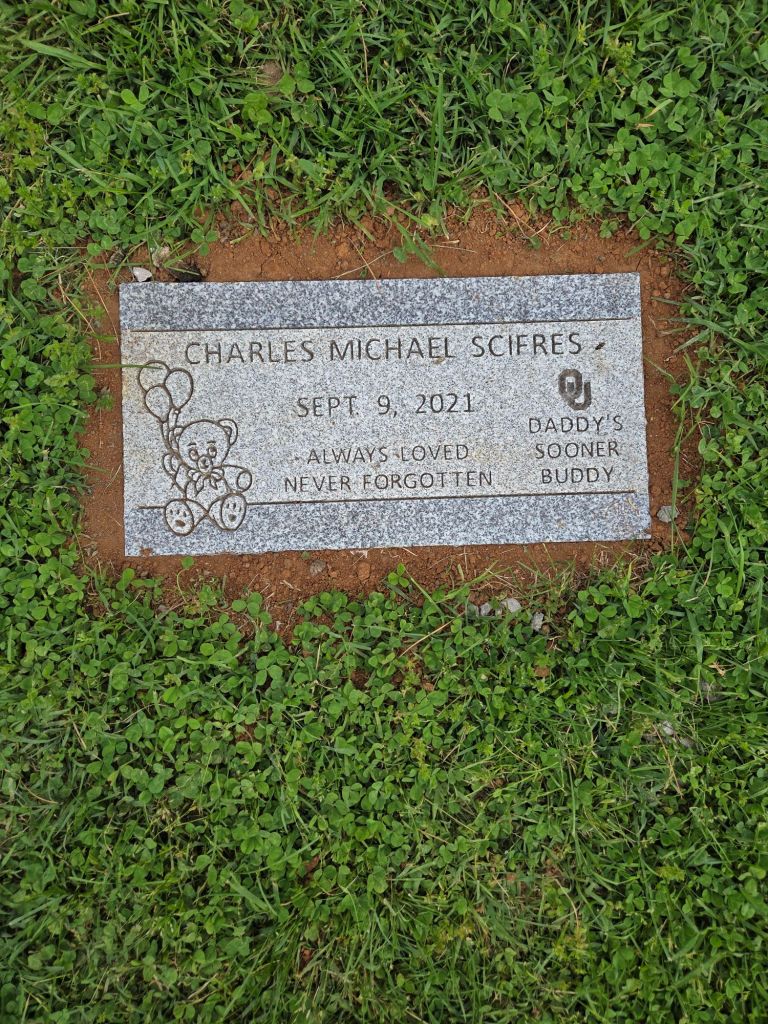 CHARLES MICHAEL SCIFRES
SEPT. 9, 2021
ALWAYS LOVED
NEVER FORGOTTEN
OU
DADDY'S
SOONER
BUDDY